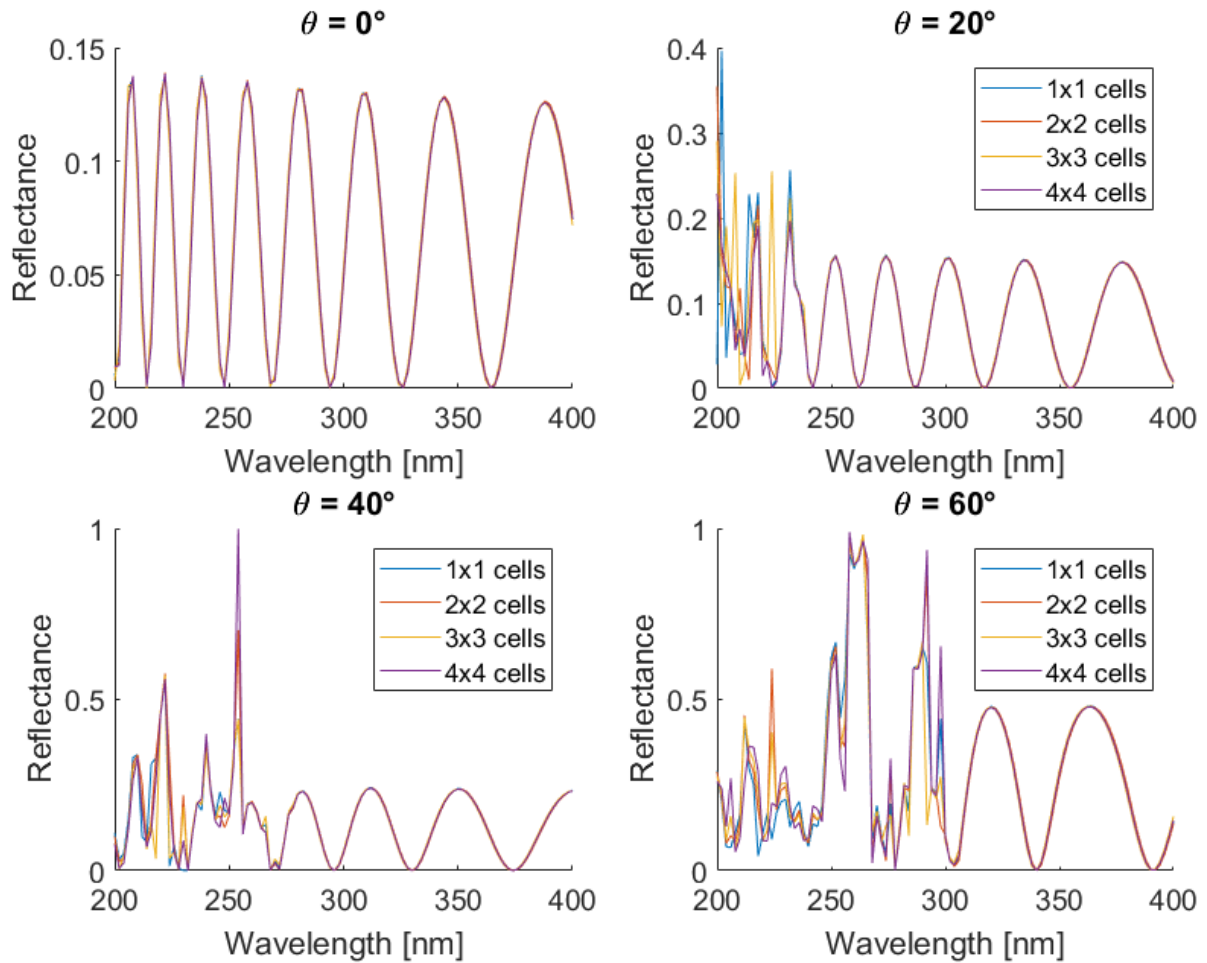 θ = 0°
0.15
0.1
0.05
0
Reflectance
200 250 300 350 400
Wavelength [nm]
θ = 20°
0.4
0.3
0.2
0.1
0
Reflectance
1x1 cells
2x2 cells
3x3 cells
4x4 cells
200 250 300 350 400
Wavelength [nm]
θ = 40°
1
0.5
0
Reflectance
1x1 cells
2x2 cells
3x3 cells
4x4 cells
200 250 300 350 400
Wavelength [nm]
θ = 60°
1
0.5
0
Reflectance
1x1 cells
2x2 cells
3x3 cells
4x4 cells
200 250 300 350 400
Wavelength [nm]